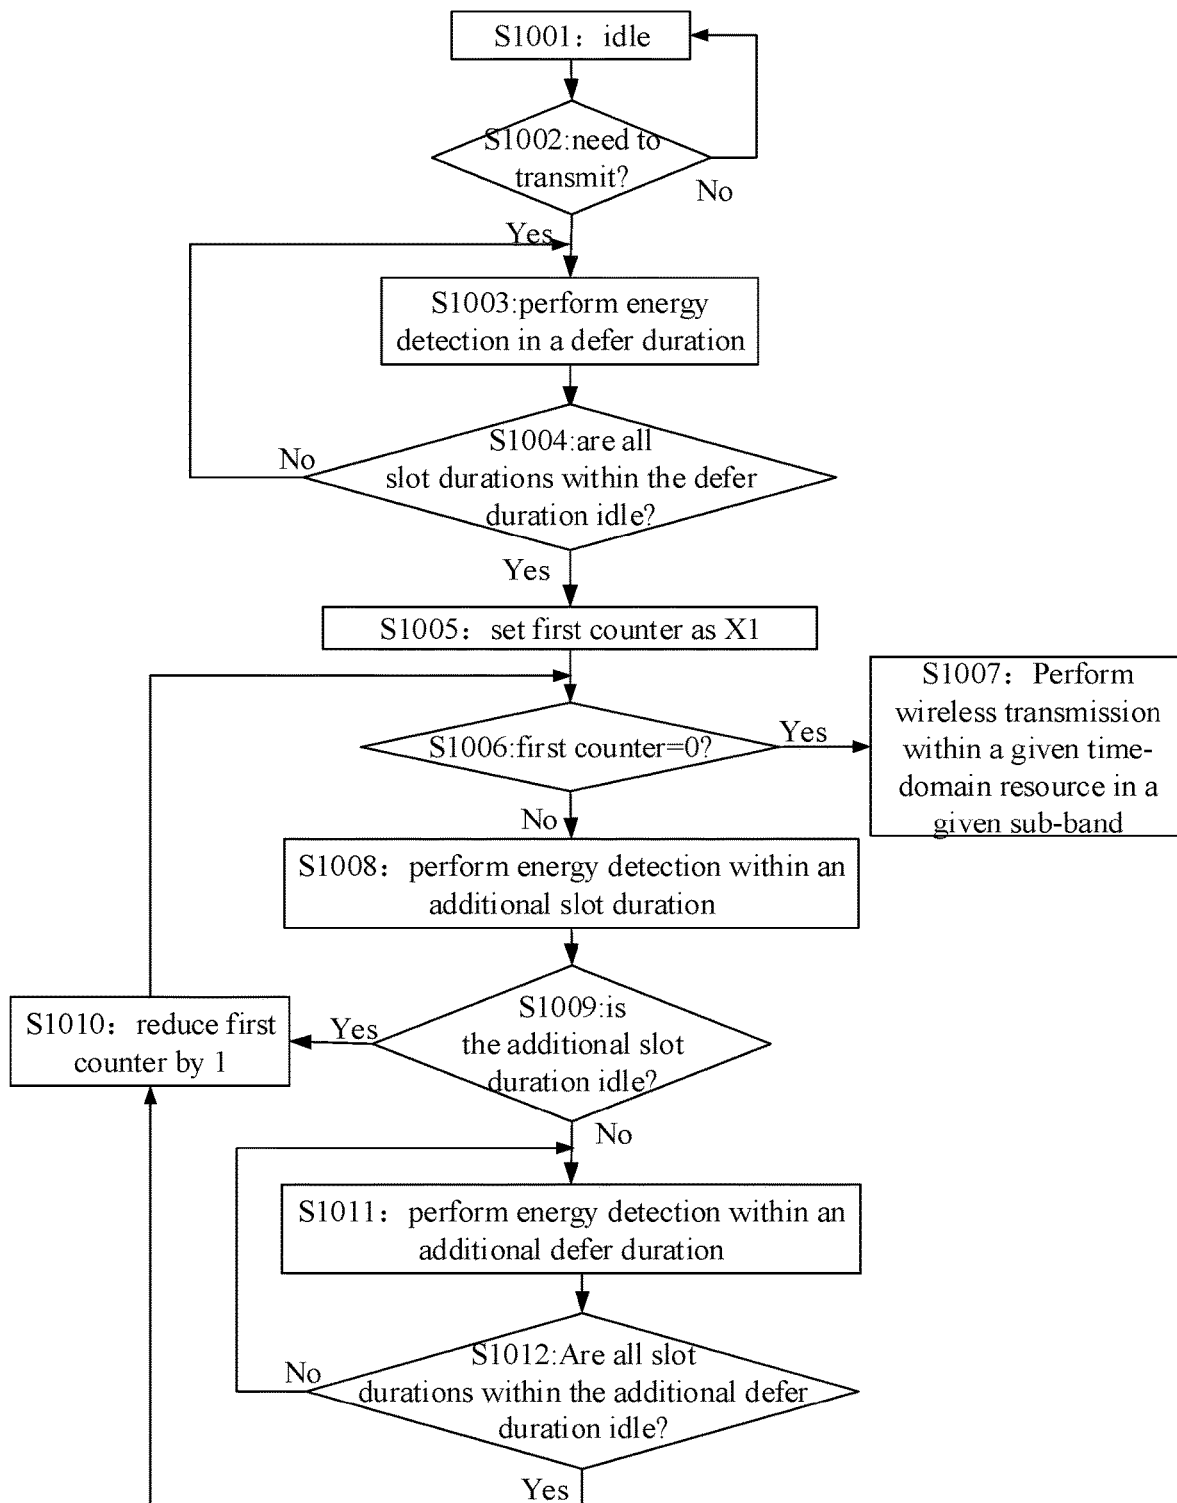 S1001：idle
S1002:need to
transmit?
No
Yes
S1003:perform energy
detection in a defer duration
S1004:are all
slot durations within the defer
duration idle?
No
Yes
S1005：set first counter as X1
S1006:first counter=0?
Yes
S1007：Perform
wireless transmission
within a given time-
domain resource in a
given sub-band
No
S1008：perform energy detection within an
additional slot duration
S1009:is
the additional slot
duration idle?
Yes
S1010：reduce first
counter by 1
No
S1011：perform energy detection within an
additional defer duration
S1012:Are all slot
durations within the additional defer
duration idle?
No
Yes